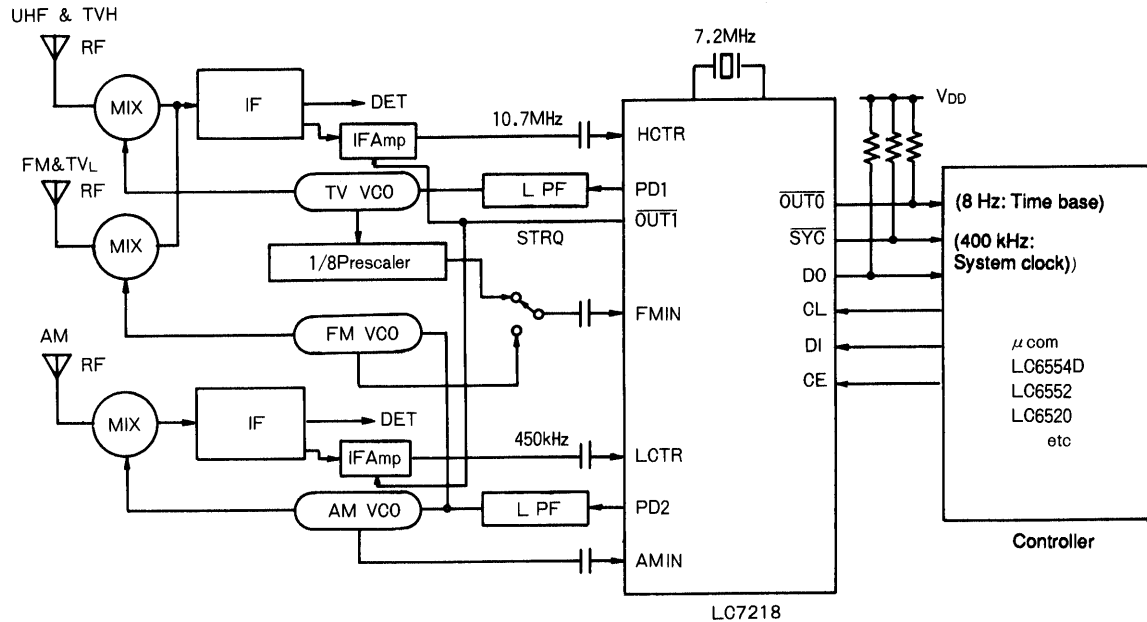 UHF & TVH
RF
MIX
IF
DET
IFAmp
10.7MHz
7.2MHz
VDD
HCTR
FM&TVL
RF
MIX
TV VCO
L PF
PD1
OUT1
STRQ
1/8Prescaler
FMIN
FM VCO
OUT0
(8 Hz: Time base)
SYC
(400 kHz:
System clock))
DO
CL
DI
CE
μcom
LC6554D
LC6552
LC6520
etc
AM
RF
MIX
IF
DET
IFAmp
450kHz
LCTR
AM VCO
L PF
PD2
AMIN
Controller
LC7218